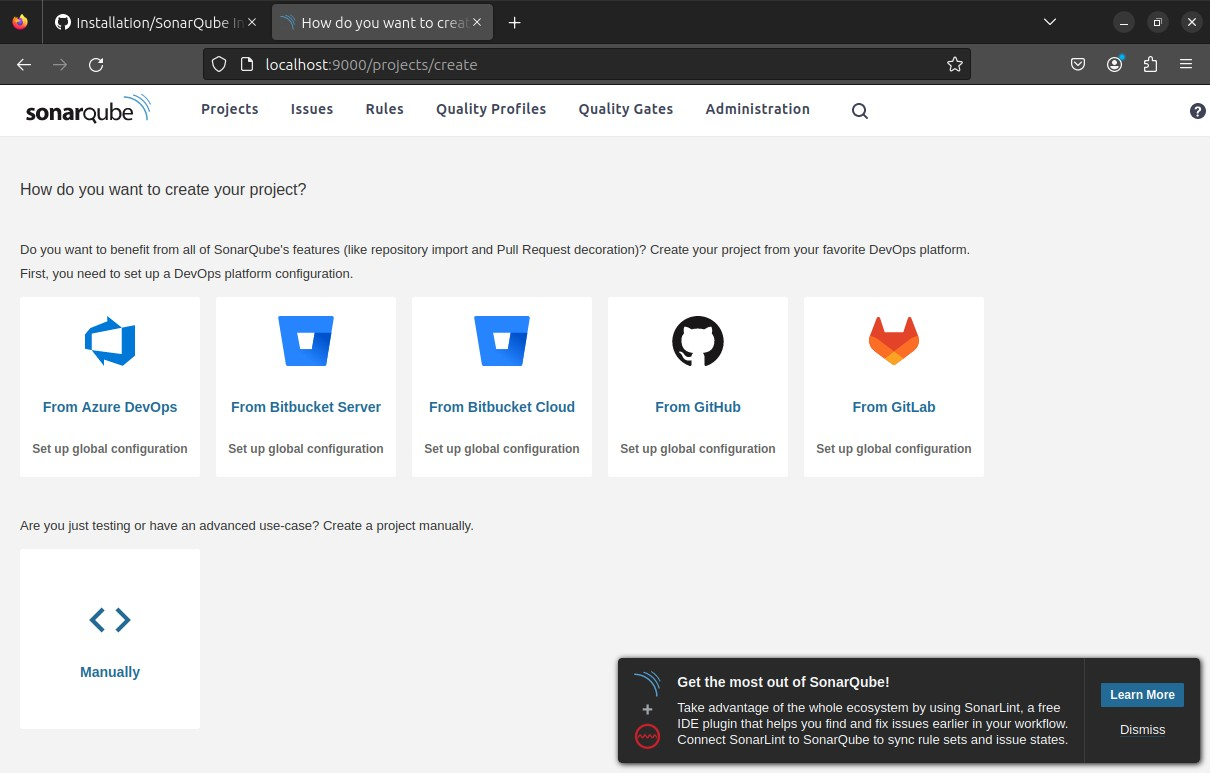 Installation/SonarQube In
How do you want to creat
localhost:9000/projects/create
sonarqube
Projects
Issues
Rules
Quality Profiles
Quality Gates
Administration
?
How do you want to create your project?
Do you want to benefit from all of SonarQube's features (like repository import and Pull Request decoration)? Create your project from your favorite DevOps platform.
First, you need to set up a DevOps platform configuration.
From Azure DevOps
From Bitbucket Server
From Bitbucket Cloud
From GitHub
From GitLab
Set up global configuration
Set up global configuration
Set up global configuration
Set up global configuration
Set up global configuration
Are you just testing or have an advanced use-case? Create a project manually.
Manually
Get the most out of SonarQube!
Take advantage of the whole ecosystem by using SonarLint, a free
IDE plugin that helps you find and fix issues earlier in your workflow.
Connect SonarLint to SonarQube to sync rule sets and issue states.
Learn More
Dismiss